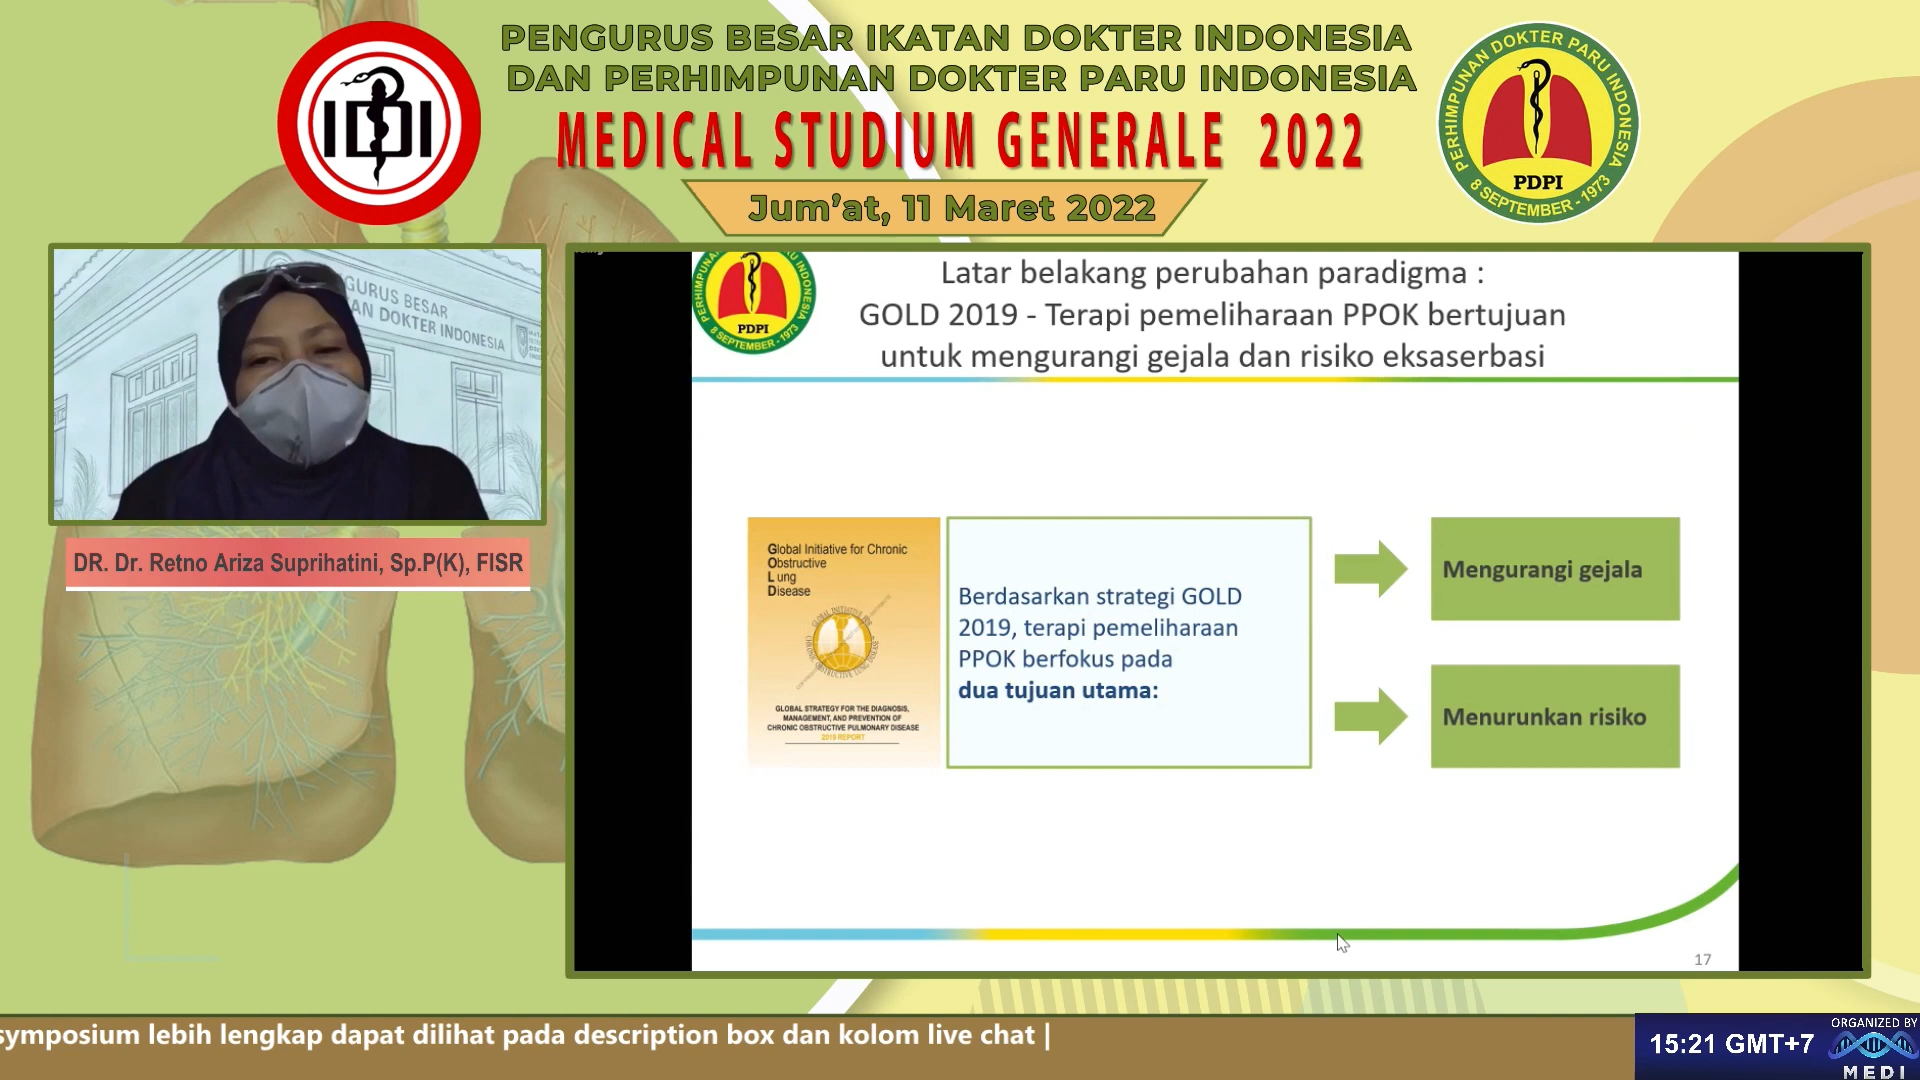 PENGURUS BESAR IKATAN DOKTER INDONESIA
DAN PERHIMPUNAN DOKTER PARU INDONESIA
MEDICAL STUDIUM GENERALE 2022
Jum'at, 11 Maret 2022
IDI
PERHIMPUNAN DOKTER PARU INDONESIA
PDPI
8 SEPTEMBER - 1973
GURUS BESAR
AN DOKTER INDONESIA
DR. Dr. Retno Ariza Suprihatini, Sp.P(K), FISR
PDPI
8 SEPTEMBER - 1973
Latar belakang perubahan paradigma :
GOLD 2019 - Terapi pemeliharaan PPOK bertujuan
untuk mengurangi gejala dan risiko eksaserbasi
Global Initiative for Chronic
Obstructive
Lung
Disease
GLOBAL STRATEGY FOR THE DIAGNOSIS,
MANAGEMENT, AND PREVENTION OF
CHRONIC OBSTRUCTIVE PULMONARY DISEASE
2019 REPORT
Berdasarkan strategi GOLD
2019, terapi pemeliharaan
PPOK berfokus pada
dua tujuan utama:
Mengurangi gejala
Menurunkan risiko
17
symposium lebih lengkap dapat dilihat pada description box dan kolom live chat |
15:21 GMT+7
ORGANIZED BY
MEDI